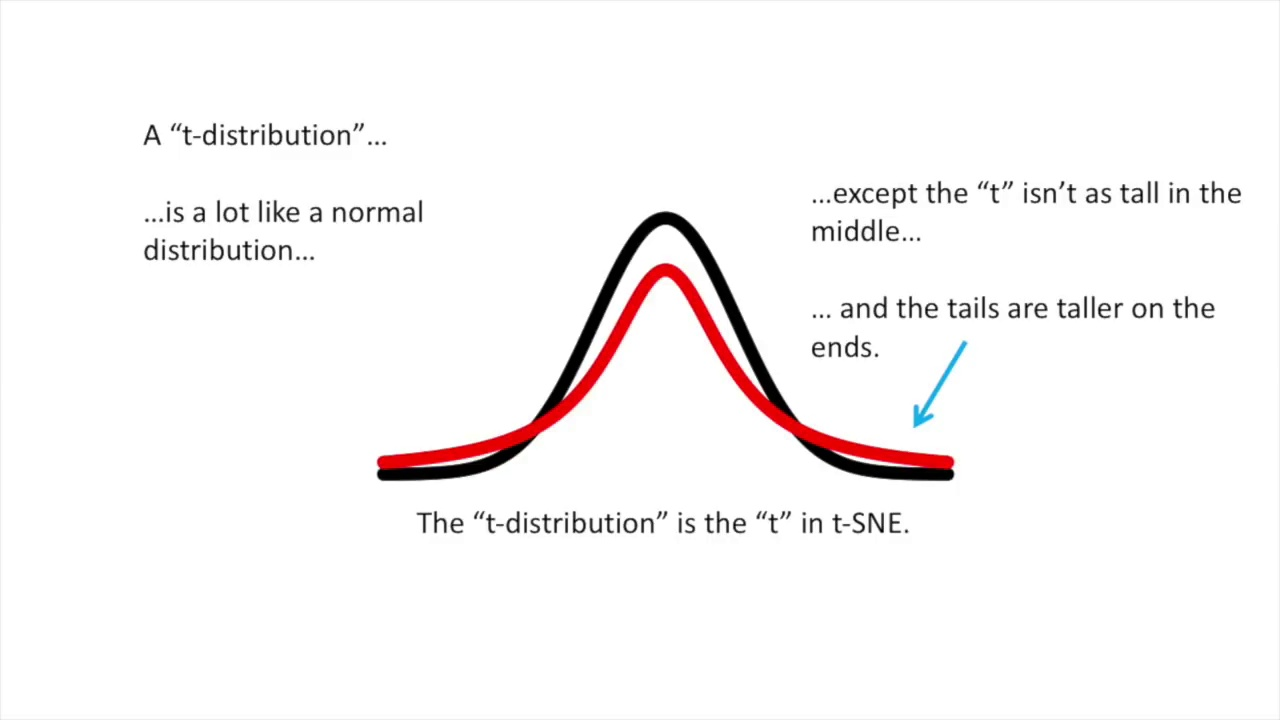 A “t-distribution”…
…is a lot like a normal
distribution…
…except the “t” isn’t as tall in the
middle…
… and the tails are taller on the
ends.
The “t-distribution” is the “t” in t-SNE.